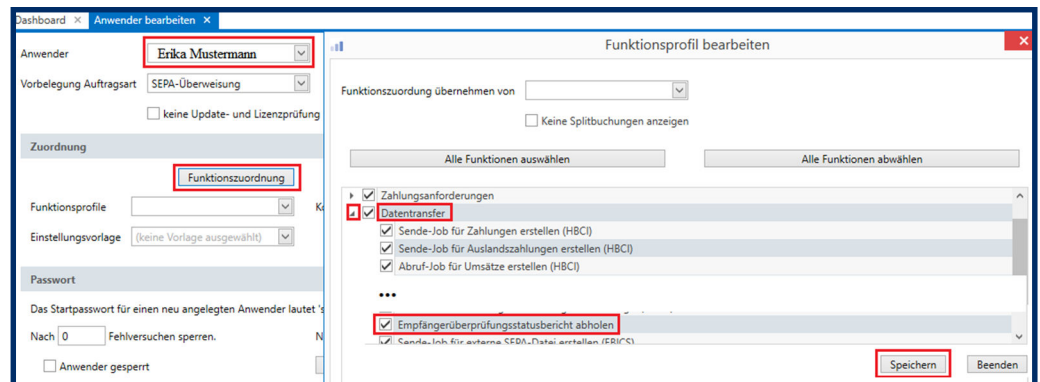 Dashboard × Anwender bearbeiten ×
Anwender Erika Mustermann
Vorbelegung Auftragsart SEPA-Überweisung
keine Update- und Lizenzprüfung
Zuordnung
Funktionszuordnung
Funktionsprofile
Einstellungsvorlage (keine Vorlage ausgewählt)
Passwort
Das Startpasswort für einen neu angelegten Anwender lautet 's
Nach 0 Fehlversuchen sperren. N
Anwender gesperrt
Funktionsprofil bearbeiten ×
Funktionszuordnung übernehmen von
Keine Splitbuchungen anzeigen
Alle Funktionen auswählen Alle Funktionen abwählen
Zahlungsanforderungen
Datentransfer
Sende-Job für Zahlungen erstellen (HBCI)
Sende-Job für Auslandszahlungen erstellen (HBCI)
Abruf-Job für Umsätze erstellen (HBCI)
•••
Empfängerüberprüfungsstatusbericht abholen
Sende-Job für externe SEPA-Datei erstellen (EBICS)
Speichern Beenden